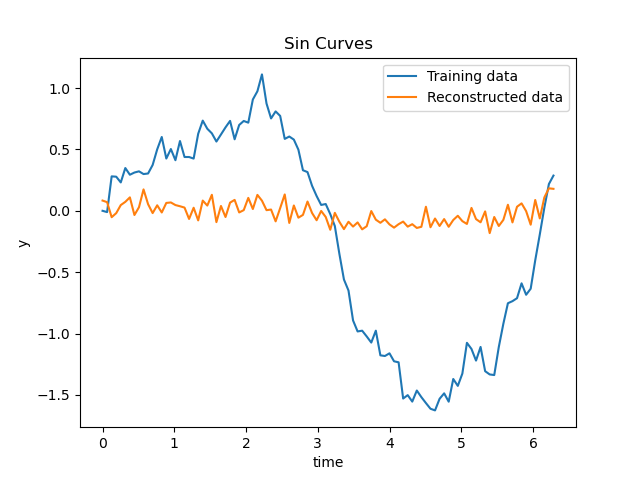 Sin Curves
Training data
Reconstructed data
1.0
0.5
0.0
−0.5
−1.0
−1.5
y
0 1 2 3 4 5 6
time